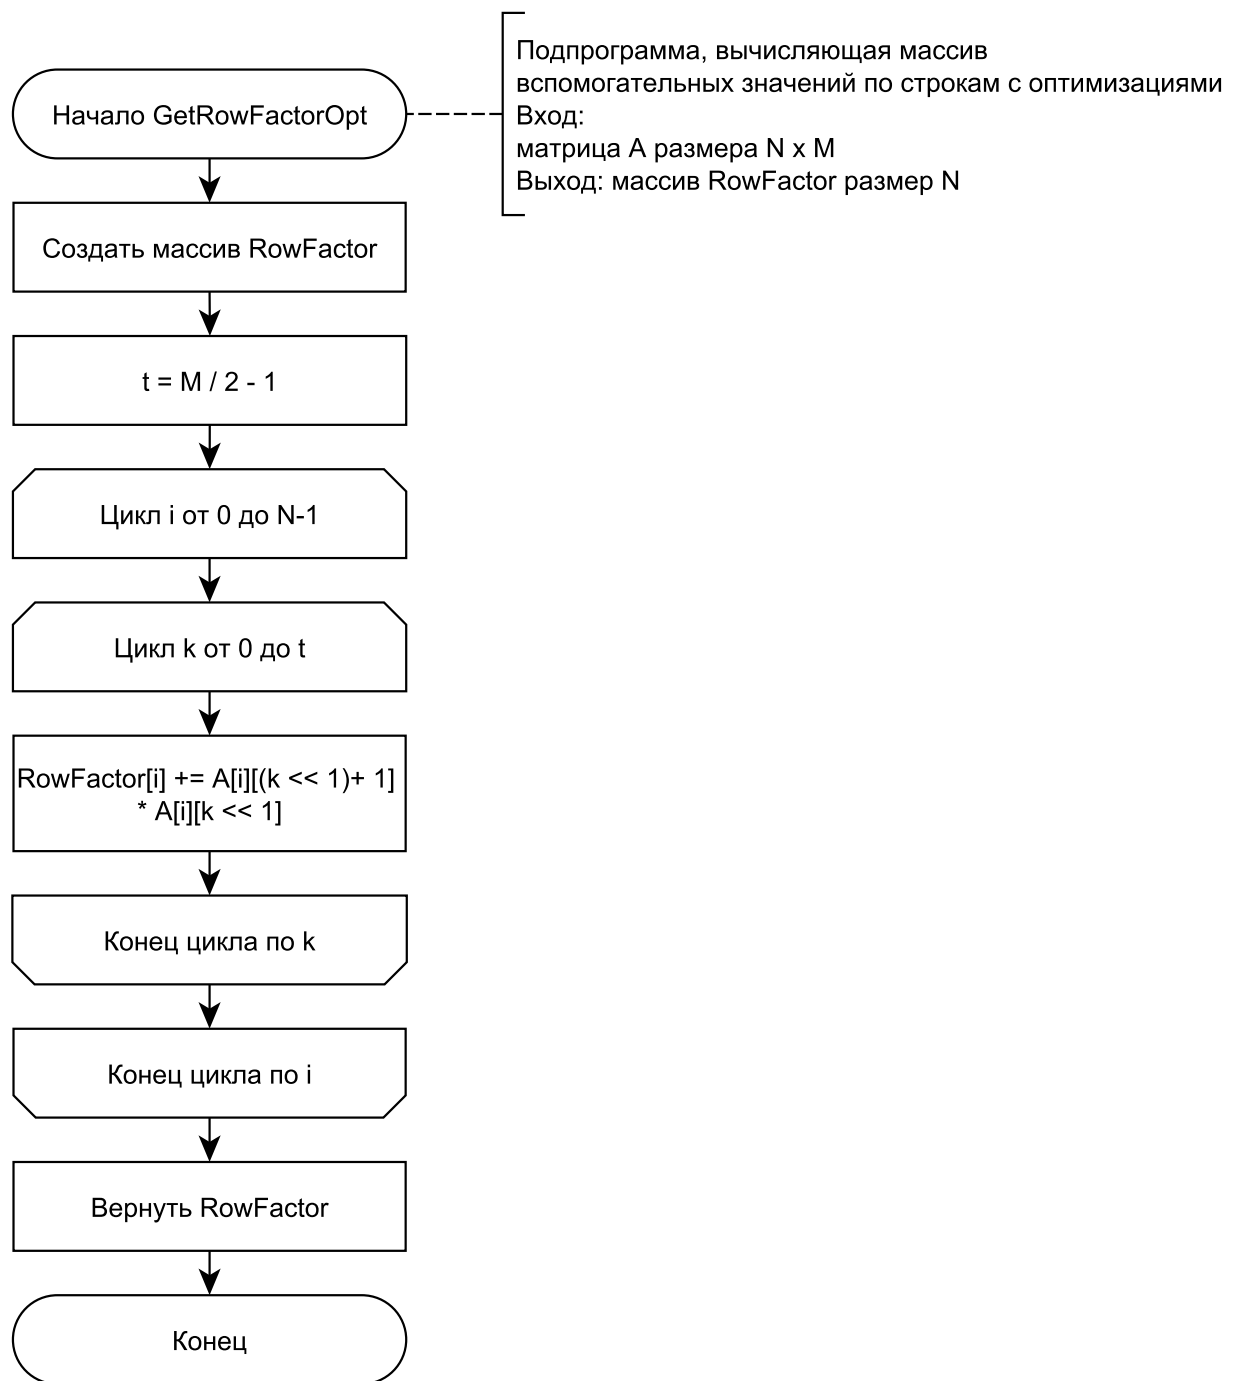 Подпрограмма, вычисляющая массив
вспомогательных значений по строкам с оптимизациями
Вход:
матрица A размера N x M
Выход: массив RowFactor размер N
Начало GetRowFactorOpt
Создать массив RowFactor
t = M / 2 - 1
Цикл i от 0 до N-1
Цикл k от 0 до t
RowFactor[i] += A[i][(k << 1)+ 1]
* A[i][k << 1]
Конец цикла по k
Конец цикла по i
Вернуть RowFactor
Конец